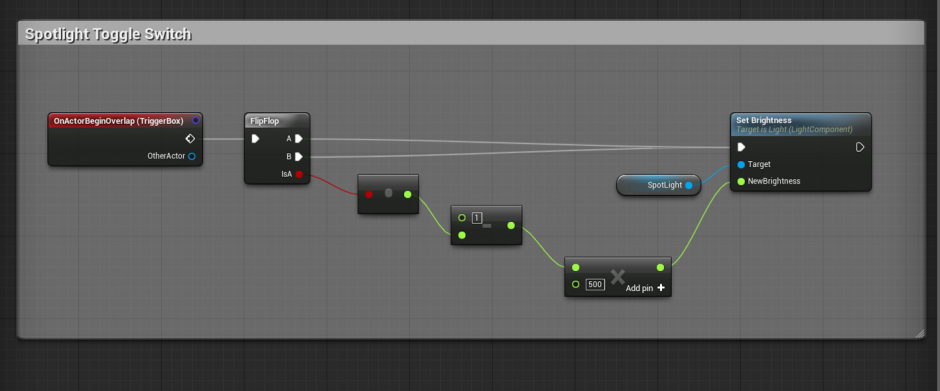 Spotlight Toggle Switch
OnActorBeginOverlap (TriggerBox)
OtherActor
FlipFlop
A
B
IsA
1
500
Add pin
SpotLight
Set Brightness
Target is Light (LightComponent)
Target
NewBrightness